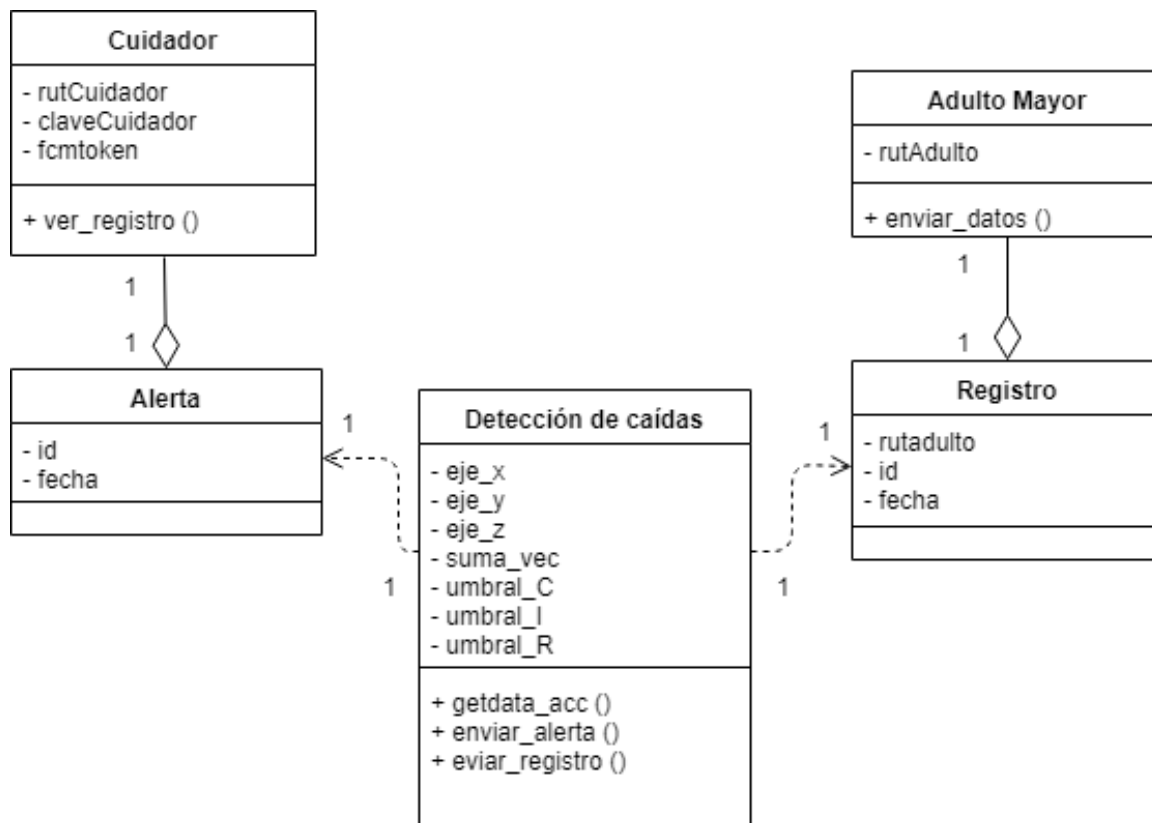 Cuidador
- rutCuidador
- claveCuidador
- fcmtoken
+ ver_registro ()
1
1
Alerta
- id
- fecha
1
1
Detección de caídas
- eje_x
- eje_y
- eje_z
- suma_vec
- umbral_C
- umbral_I
- umbral_R
+ getdata_acc ()
+ enviar_alerta ()
+ eviar_registro ()
Adulto Mayor
- rutAdulto
+ enviar_datos ()
1
1
Registro
- rutadulto
- id
- fecha
1
1